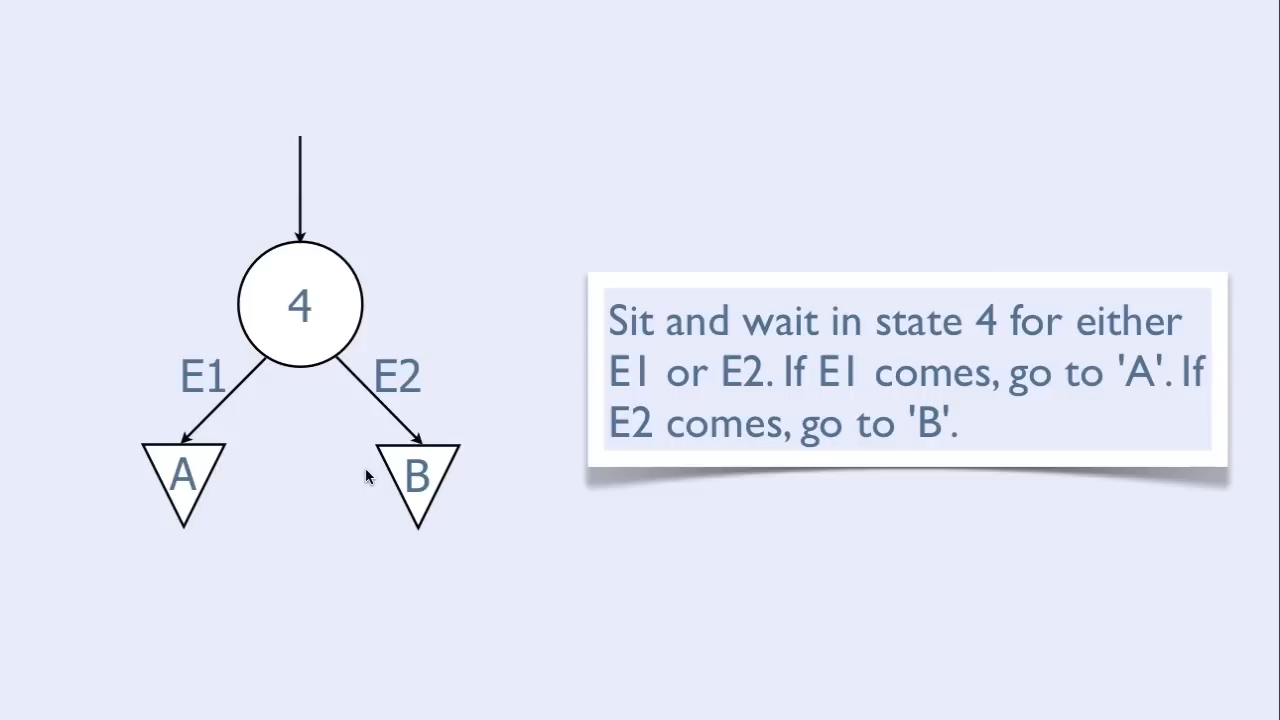 4
E1
E2
A
B
Sit and wait in state 4 for either
E1 or E2. If E1 comes, go to 'A'. If
E2 comes, go to 'B'.